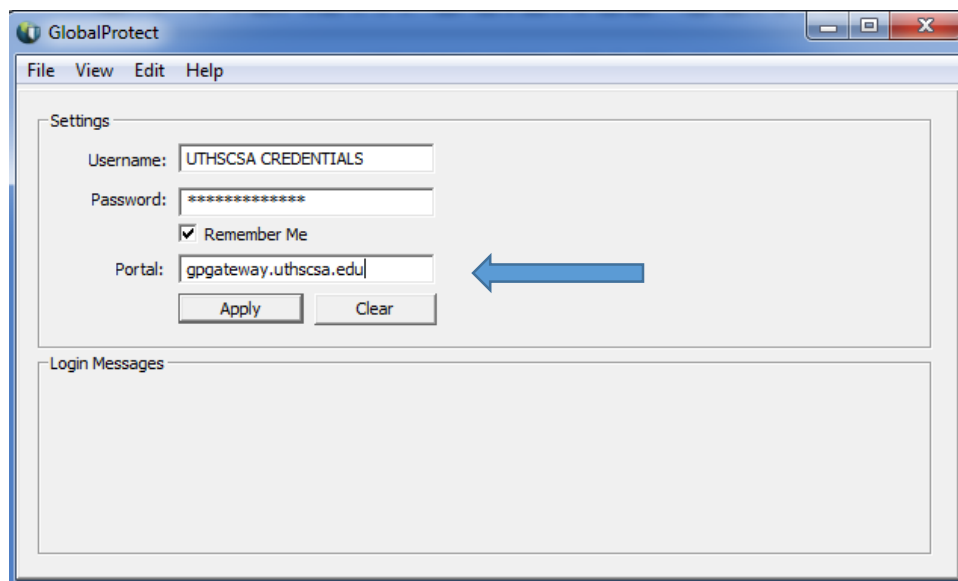 GlobalProtect
File View Edit Help
Settings
Username: UTHSCSA CREDENTIALS
Password: *************
Remember Me
Portal: gpgateway.uthscsa.edu
Apply Clear
Login Messages